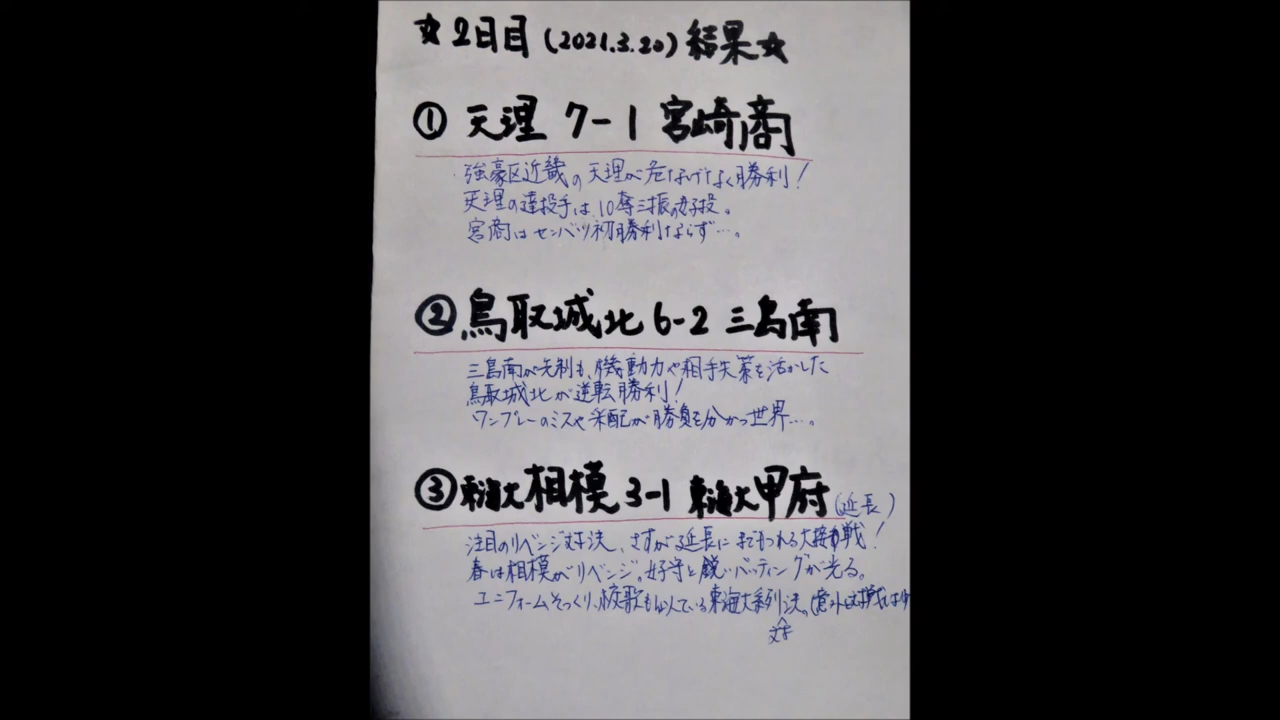 ☆2日目(2021.3.20)結果☆
① 天理 7-1 宮崎商
強豪区近畿の天理が危なげなく勝利!
天理の達投手は、10奪三振の好投。
宮商はセンバツ初勝利ならず…。
② 鳥取城北 6-2 三島南
三島南が先制も、機動力や相手失策を活かした
鳥取城北が逆転勝利!
ワンプレーのミスや采配が勝負を分かつ世界…。
③ 東海大相模 3-1 東海大甲府(延長)
注目のリベンジ対決、さすが延長にまでもつれる大接戦!
春は相模がリベンジ。好守と鋭いバッティングが光る。
ユニフォームそっくり、校歌も似ている東海大系列対決。(意外